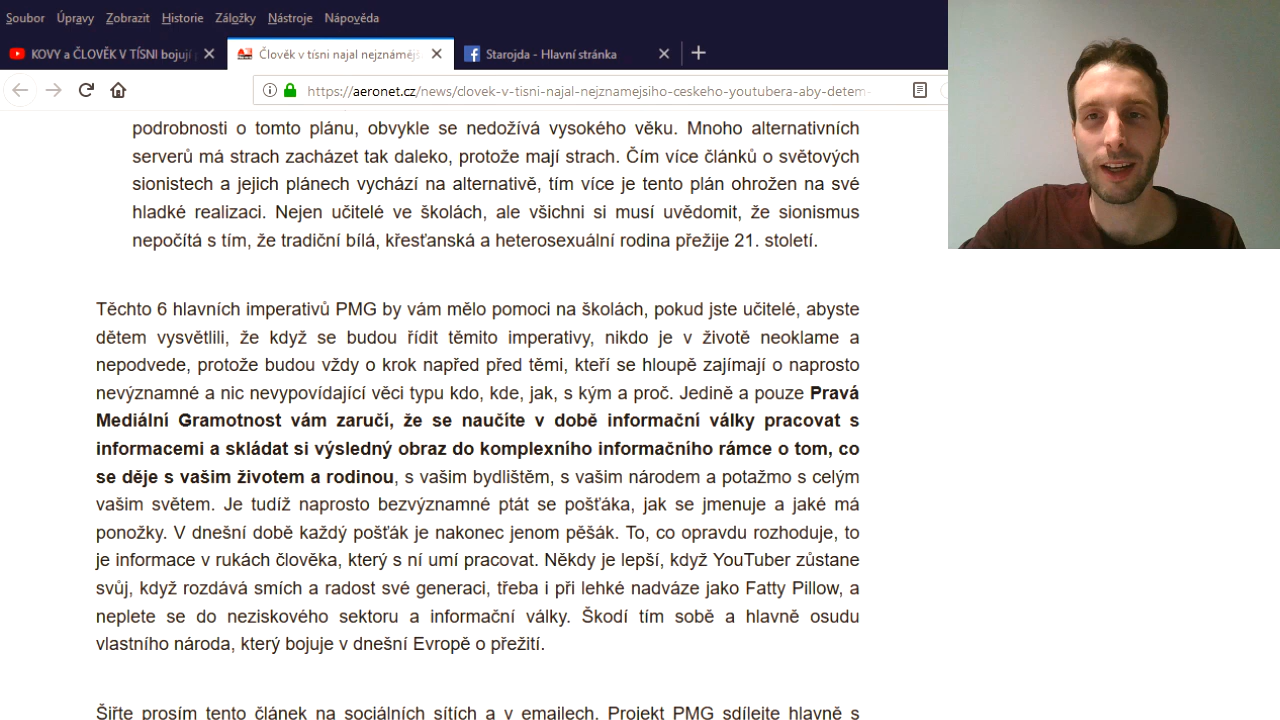 Soubor Úpravy Zobrazit Historie Záložky Nástroje Nápověda
KOVY a ČLOVĚK V TÍSNI bojují
Člověk v tísni najal nejznámějš
Starojda - Hlavní stránka
https://aeronet.cz/news/clovek-v-tisni-najal-nejznamejsiho-ceskeho-youtubera-aby-detem-
podrobnosti o tomto plánu, obvykle se nedožívá vysokého věku. Mnoho alternativních
serverů má strach zacházet tak daleko, protože mají strach. Čím více článků o světových
sionistech a jejich plánech vychází na alternativě, tím více je tento plán ohrožen na své
hladké realizaci. Nejen učitelé ve školách, ale všichni si musí uvědomit, že sionismus
nepočítá s tím, že tradiční bílá, křesťanská a heterosexuální rodina přežije 21. století.
Těchto 6 hlavních imperativů PMG by vám mělo pomoci na školách, pokud jste učitelé, abyste
dětem vysvětlili, že když se budou řídit těmito imperativy, nikdo je v životě neoklame a
nepodvede, protože budou vždy o krok napřed před těmi, kteří se hloupě zajímají o naprosto
nevýznamné a nic nevypovídající věci typu kdo, kde, jak, s kým a proč. Jedině a pouze Pravá
Mediální Gramotnost vám zaručí, že se naučíte v době informační války pracovat s
informacemi a skládat si výsledný obraz do komplexního informačního rámce o tom, co
se děje s vašim životem a rodinou, s vašim bydlištěm, s vašim národem a potažmo s celým
vašim světem. Je tudíž naprosto bezvýznamné ptát se pošťáka, jak se jmenuje a jaké má
ponožky. V dnešní době každý pošťák je nakonec jenom pěšák. To, co opravdu rozhoduje, to
je informace v rukách člověka, který s ní umí pracovat. Někdy je lepší, když YouTuber zůstane
svůj, když rozdává smích a radost své generaci, třeba i při lehké nadváze jako Fatty Pillow, a
neplete se do neziskového sektoru a informační války. Škodí tím sobě a hlavně osudu
vlastního národa, který bojuje v dnešní Evropě o přežití.
Šiřte prosím tento článek na sociálních sítích a v emailech. Projekt PMG sdílejte hlavně s